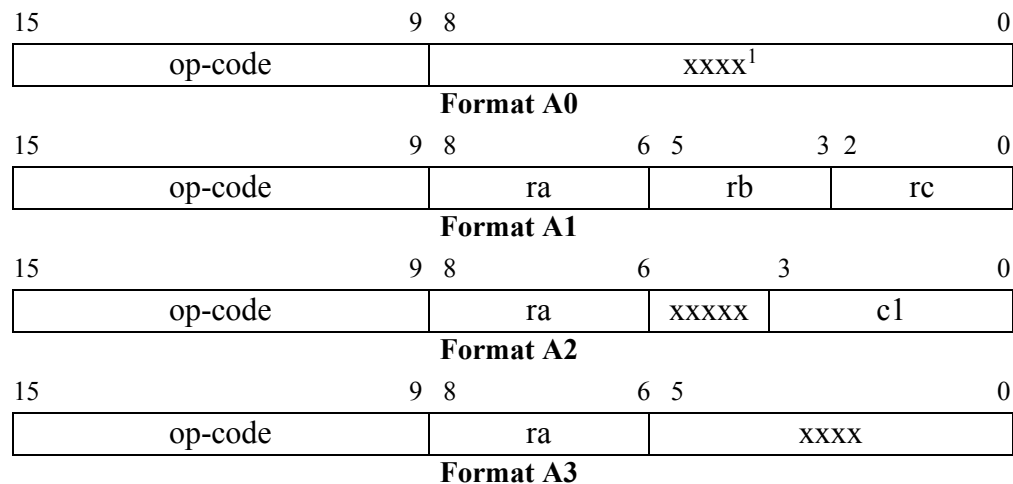 15 9 8 0
op-code xxxx¹
Format A0
15 9 8 6 5 3 2 0
op-code ra rb rc
Format A1
15 9 8 6 3 0
op-code ra xxxxx c1
Format A2
15 9 8 6 5 0
op-code ra xxxx
Format A3